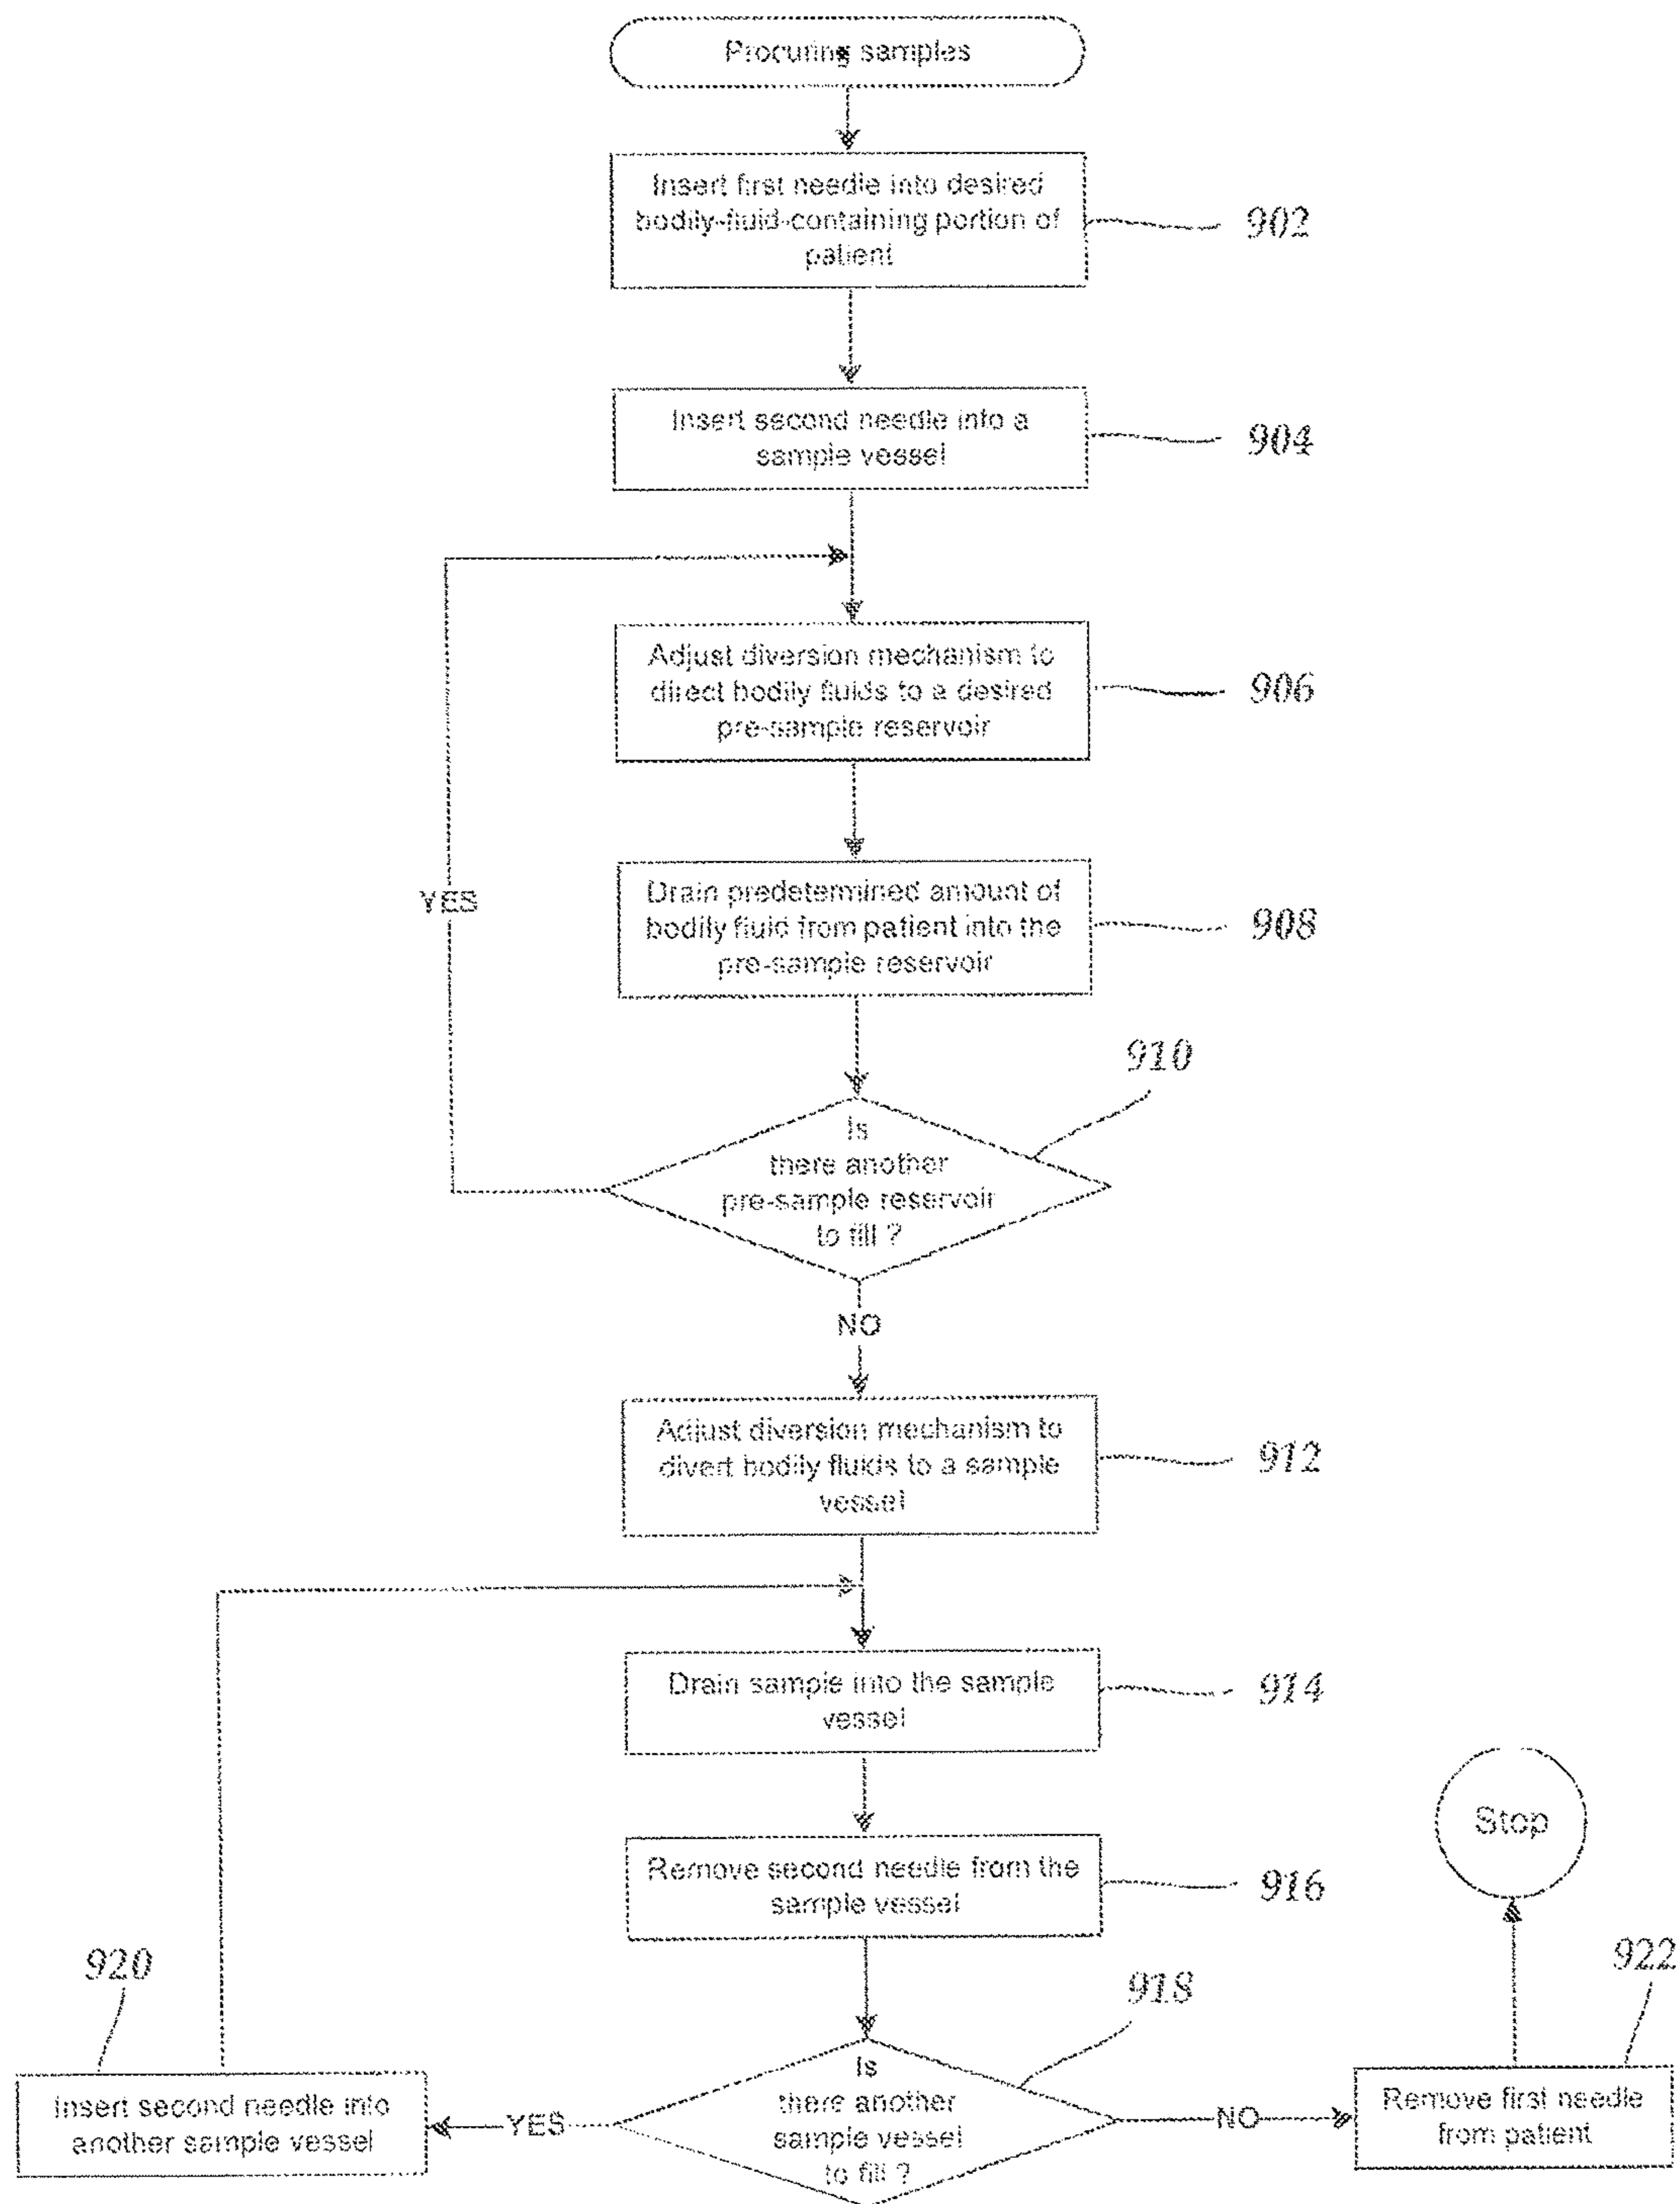 Procuring samples
Insert first needle into desired
bodily-fluid-containing portion of
patient
902
Insert second needle into a
sample vessel
904
Adjust diversion mechanism to
direct bodily fluids to a desired
pre-sample reservoir
906
YES
Drain predetermined amount of
bodily fluid from patient into the
pre-sample reservoir
908
910
Is
there another
pre-sample reservoir
to fill ?
NO
Adjust diversion mechanism to
divert bodily fluids to a sample
vessel
912
Drain sample into the sample
vessel
914
Stop
Remove second needle from the
sample vessel
916
920
918
922
Is
there another
sample vessel
to fill ?
Insert second needle into
another sample vessel
YES
NO
Remove first needle
from patient